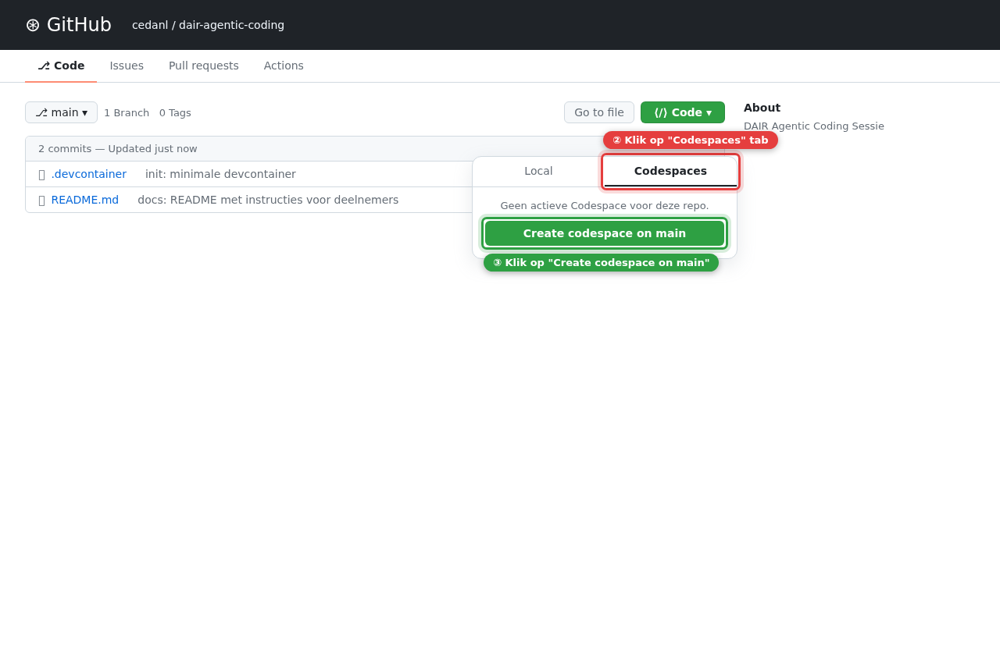 ⊛ GitHub cedanl / dair-agentic-coding
⎇ Code Issues Pull requests Actions
⎇ main ▾ 1 Branch 0 Tags Go to file ⟨/⟩ Code ▾
About
DAIR Agentic Coding Sessie
② Klik op "Codespaces" tab
2 commits — Updated just now
.devcontainer init: minimale devcontainer
README.md docs: README met instructies voor deelnemers
Local Codespaces
Geen actieve Codespace voor deze repo.
Create codespace on main
③ Klik op "Create codespace on main"